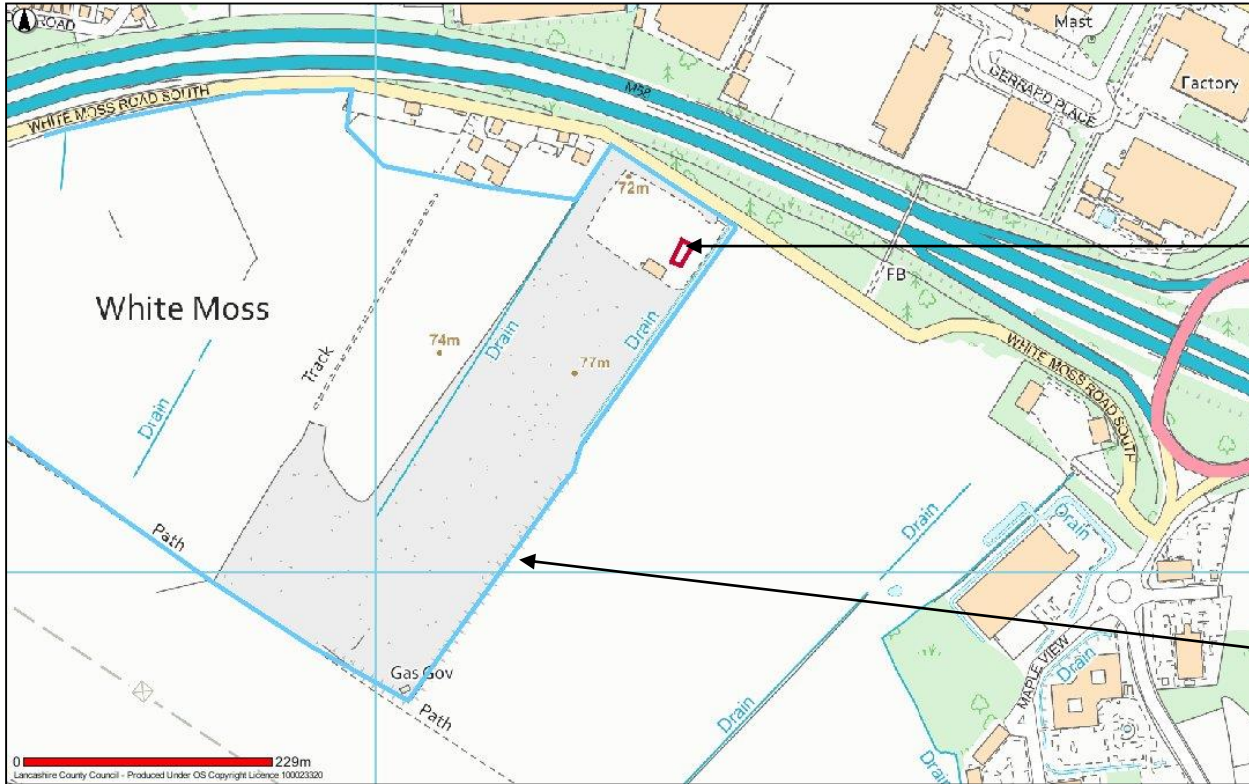 ROAD
Mast
GERRARD PLACE
Factory
M58
WHITE MOSS ROAD SOUTH
72m
FB
White Moss
Drain
74m
Drain
77m
Track
Drain
WHITE MOSS ROAD SOUTH
Path
Drain
Drain
Gas Gov
MAPLE VIEW
Drain
Path
Drain
Drain
0
229m
Lancashire County Council - Produced Under OS Copyright Licence 100023320